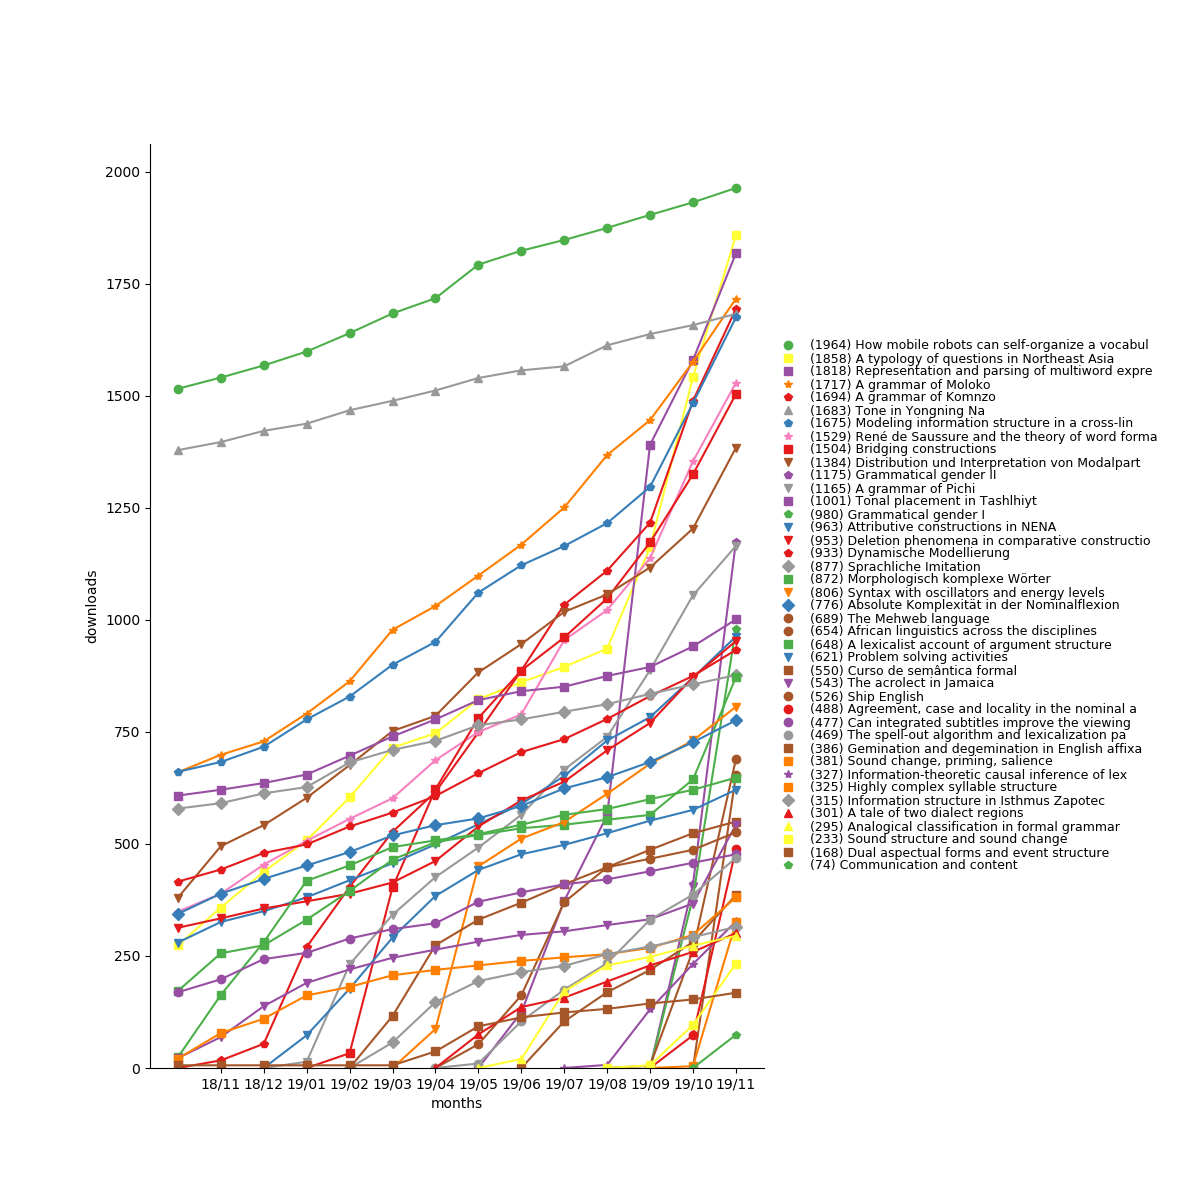 2000
1750
1500
1250
1000
750
500
250
0
downloads
18/11 18/12 19/01 19/02 19/03 19/04 19/05 19/06 19/07 19/08 19/09 19/10 19/11
months
(1964) How mobile robots can self-organize a vocabul
(1858) A typology of questions in Northeast Asia
(1818) Representation and parsing of multiword expre
(1717) A grammar of Moloko
(1694) A grammar of Komnzo
(1683) Tone in Yongning Na
(1675) Modeling information structure in a cross-lin
(1529) René de Saussure and the theory of word forma
(1504) Bridging constructions
(1384) Distribution und Interpretation von Modalpart
(1175) Grammatical gender II
(1165) A grammar of Pichi
(1001) Tonal placement in Tashlhiyt
(980) Grammatical gender I
(963) Attributive constructions in NENA
(953) Deletion phenomena in comparative constructio
(933) Dynamische Modellierung
(877) Sprachliche Imitation
(872) Morphologisch komplexe Wörter
(806) Syntax with oscillators and energy levels
(776) Absolute Komplexität in der Nominalflexion
(689) The Mehweb language
(654) African linguistics across the disciplines
(648) A lexicalist account of argument structure
(621) Problem solving activities
(550) Curso de semântica formal
(543) The acrolect in Jamaica
(526) Ship English
(488) Agreement, case and locality in the nominal a
(477) Can integrated subtitles improve the viewing
(469) The spell-out algorithm and lexicalization pa
(386) Gemination and degemination in English affixa
(381) Sound change, priming, salience
(327) Information-theoretic causal inference of lex
(325) Highly complex syllable structure
(315) Information structure in Isthmus Zapotec
(301) A tale of two dialect regions
(295) Analogical classification in formal grammar
(233) Sound structure and sound change
(168) Dual aspectual forms and event structure
(74) Communication and content